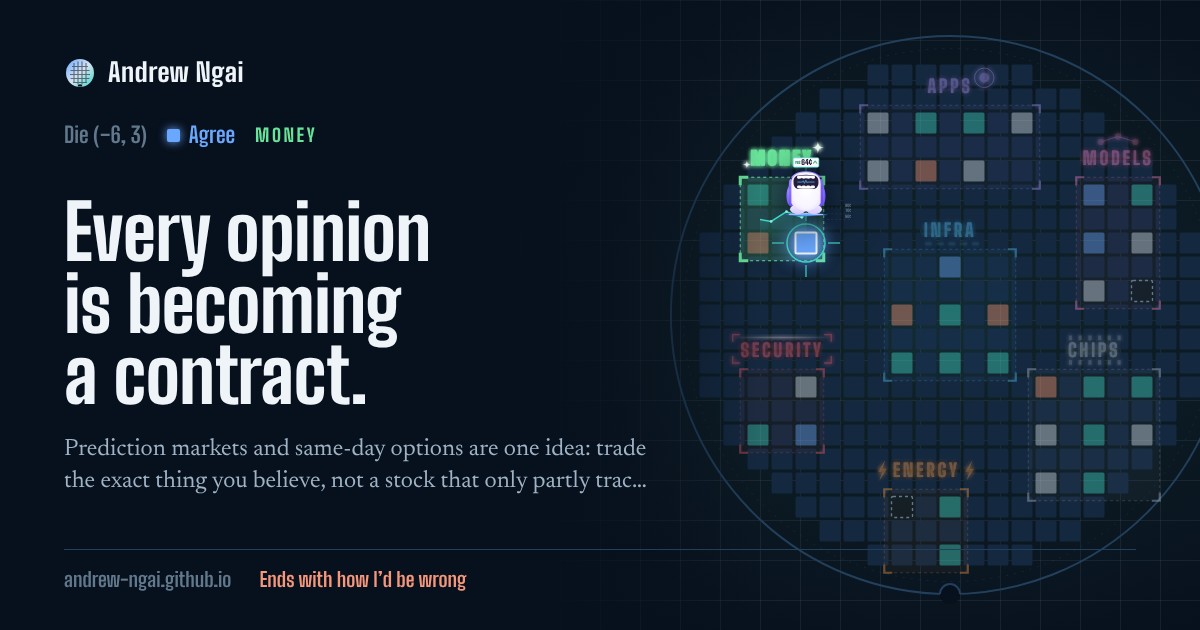 Andrew Ngai
Die (−6, 3) Agree MONEY
Every opinion
is becoming
a contract.
Prediction markets and same-day options are one idea: trade
the exact thing you believe, not a stock that only partly trac...
andrew-ngai.github.io Ends with how I'd be wrong
APPS
MONEY
MODELS
INFRA
SECURITY
CHIPS
ENERGY